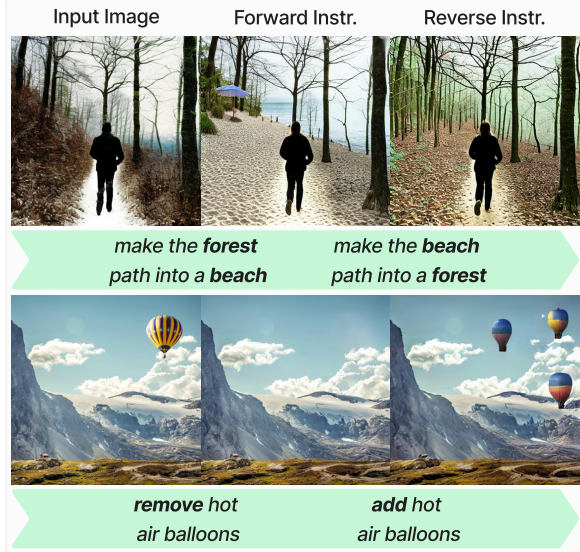 Input Image Forward Instr. Reverse Instr.
make the forest make the beach
path into a beach path into a forest
remove hot add hot
air balloons air balloons